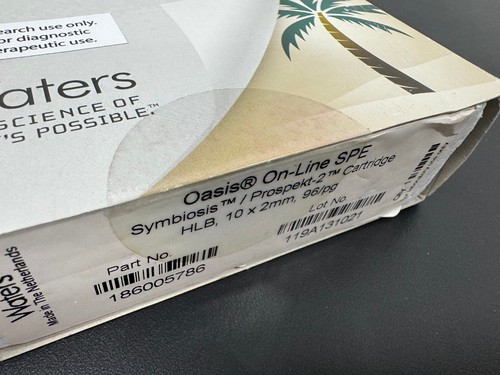 search use only.
or diagnostic
erapeutic use.
aters
SCIENCE OF
'S POSSIBLE.™
Oasis® On-Line SPE
Symbiosis™ / Prospekt-2™ Cartridge
HLB, 10 x 2mm, 96/pg
Part No.
186005786
Lot No.
119A131021
Waters
Made in The Netherlands